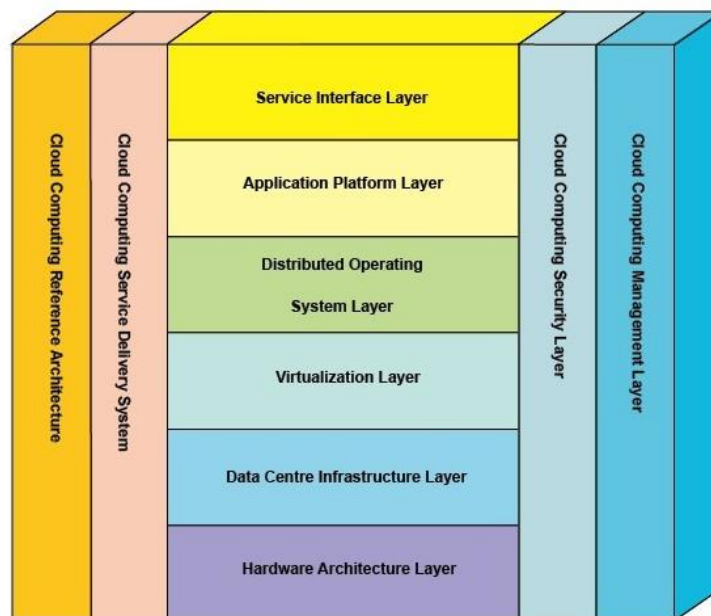 Cloud Computing Reference Architecture
Cloud Computing Service Delivery System
Service Interface Layer
Application Platform Layer
Distributed Operating
System Layer
Virtualization Layer
Data Centre Infrastructure Layer
Hardware Architecture Layer
Cloud Computing Security Layer
Cloud Computing Management Layer